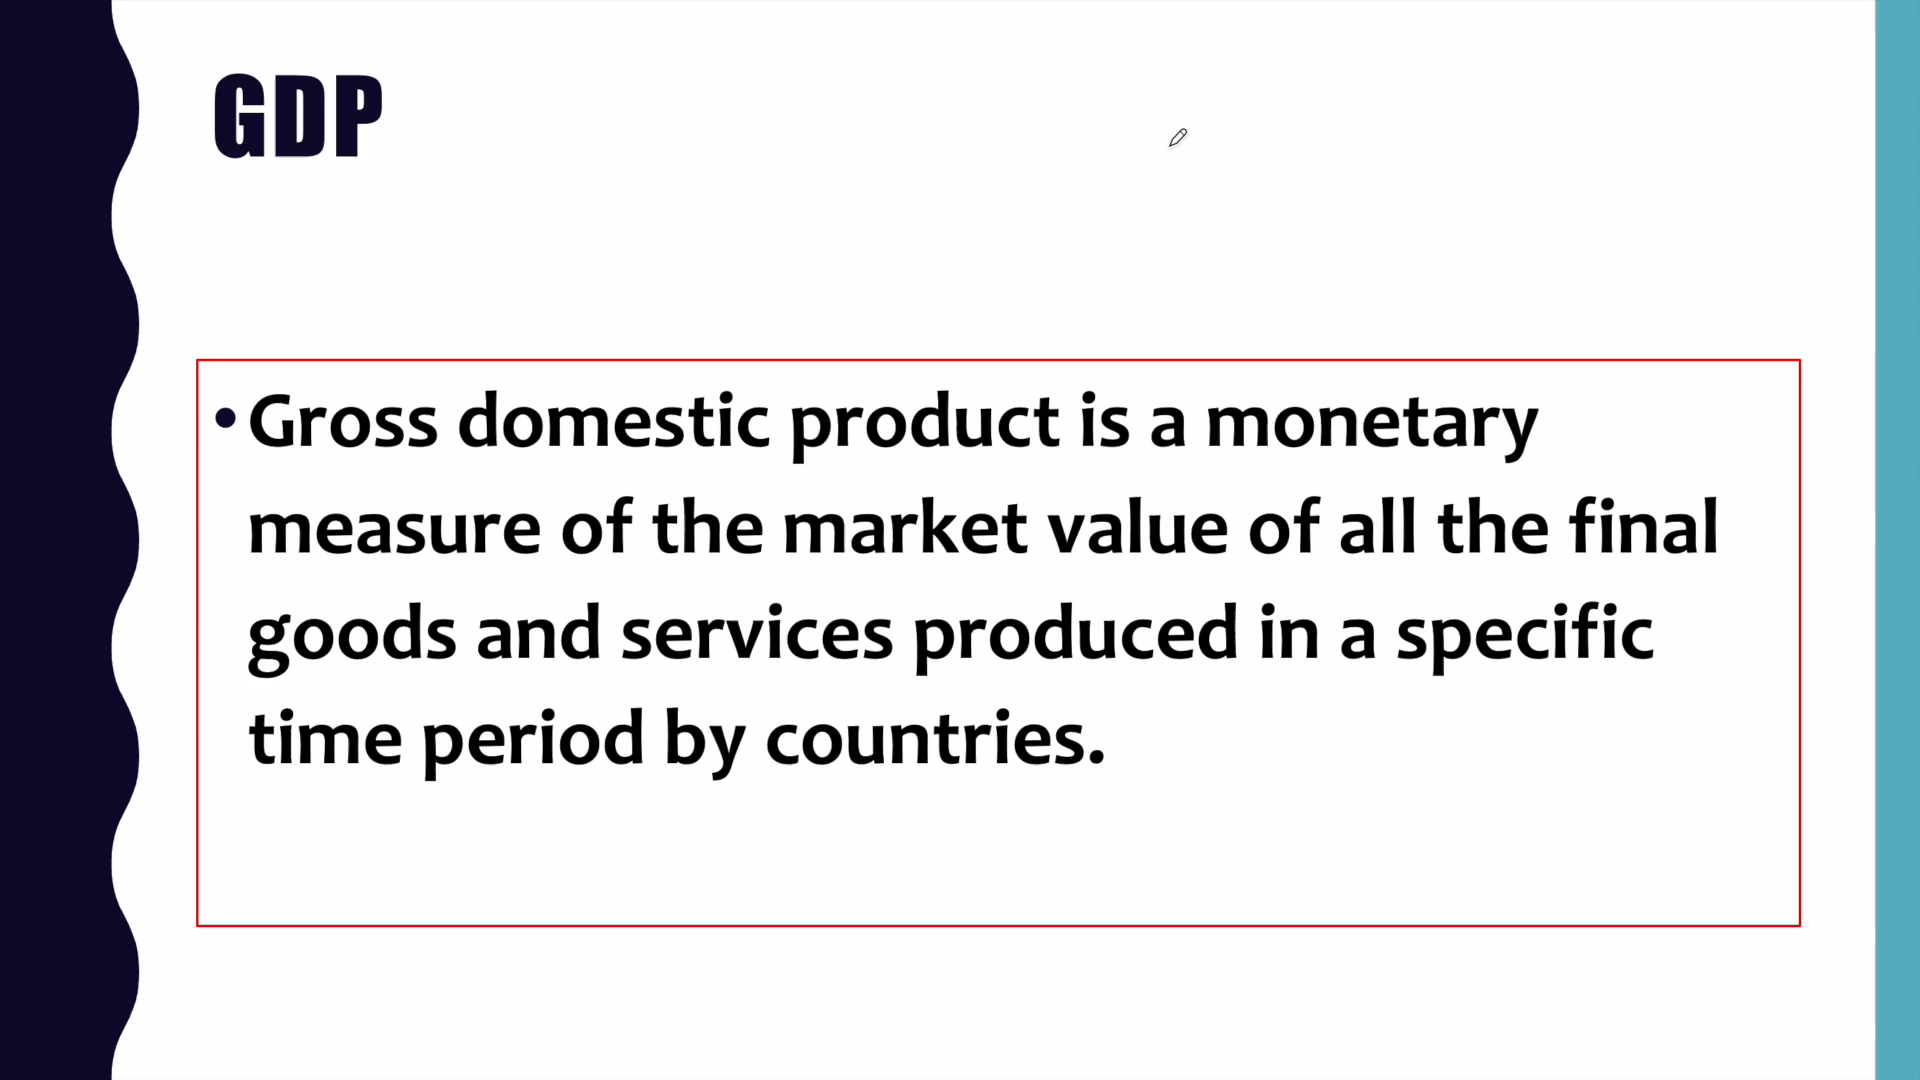 GDP
•Gross domestic product is a monetary
measure of the market value of all the final
goods and services produced in a specific
time period by countries.